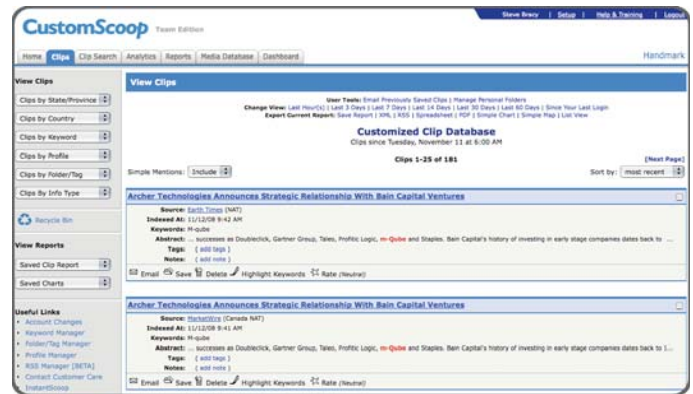 Steve Bracy | Setup | Help & Training | Logout
CustomScoop Team Edition
Home Clips Clip Search Analytics Reports Media Database Dashboard
Handmark
View Clips
Clips by State/Province
Clips by Country
Clips by Keyword
Clips by Profile
Clips by Folder/Tag
Clips By Info Type
Recycle Bin
View Reports
Saved Clip Report
Saved Charts
Useful Links
Account Changes
Keyword Manager
Folder/Tag Manager
Profile Manager
RSS Manager [BETA]
Contact Customer Care
InstantScoop
View Clips
User Tools: Email Previously Saved Clips | Manage Personal Folders
Change View: Last Hour(s) | Last 3 Days | Last 7 Days | Last 14 Days | Last 30 Days | Last 60 Days | Since Your Last Login
Export Current Report: Save Report | XML | RSS | Spreadsheet | PDF | Simple Chart | Simple Map | List View
Customized Clip Database
Clips since Tuesday, November 11 at 6:00 AM
Clips 1-25 of 181
[Next Page]
Simple Mentions: Include
Sort by: most recent
Archer Technologies Announces Strategic Relationship With Bain Capital Ventures
Source: Earth Times (NAT)
Indexed At: 11/12/08 9:42 AM
Keywords: M-qube
Abstract: ... successes as Doubleclick, Gartner Group, Taleo, Profitic Logic, m-Qube and Staples. Bain Capital's history of investing in early stage companies dates back to ...
Tags: ( add tags )
Notes: ( add note )
Email Save Delete Highlight Keywords Rate (Neutral)
Archer Technologies Announces Strategic Relationship With Bain Capital Ventures
Source: MarketWire (Canada NAT)
Indexed At: 11/12/08 9:41 AM
Keywords: M-qube
Abstract: ... successes as Doubleclick, Gartner Group, Taleo, Profitic Logic, m-Qube and Staples. Bain Capital's history of investing in early stage companies dates back to 1...
Tags: ( add tags )
Notes: ( add note )
Email Save Delete Highlight Keywords Rate (Neutral)